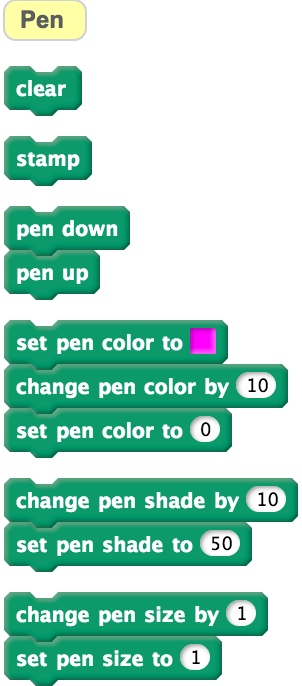 Pen
clear
stamp
pen down
pen up
set pen color to
change pen color by 10
set pen color to 0
change pen shade by 10
set pen shade to 50
change pen size by 1
set pen size to 1